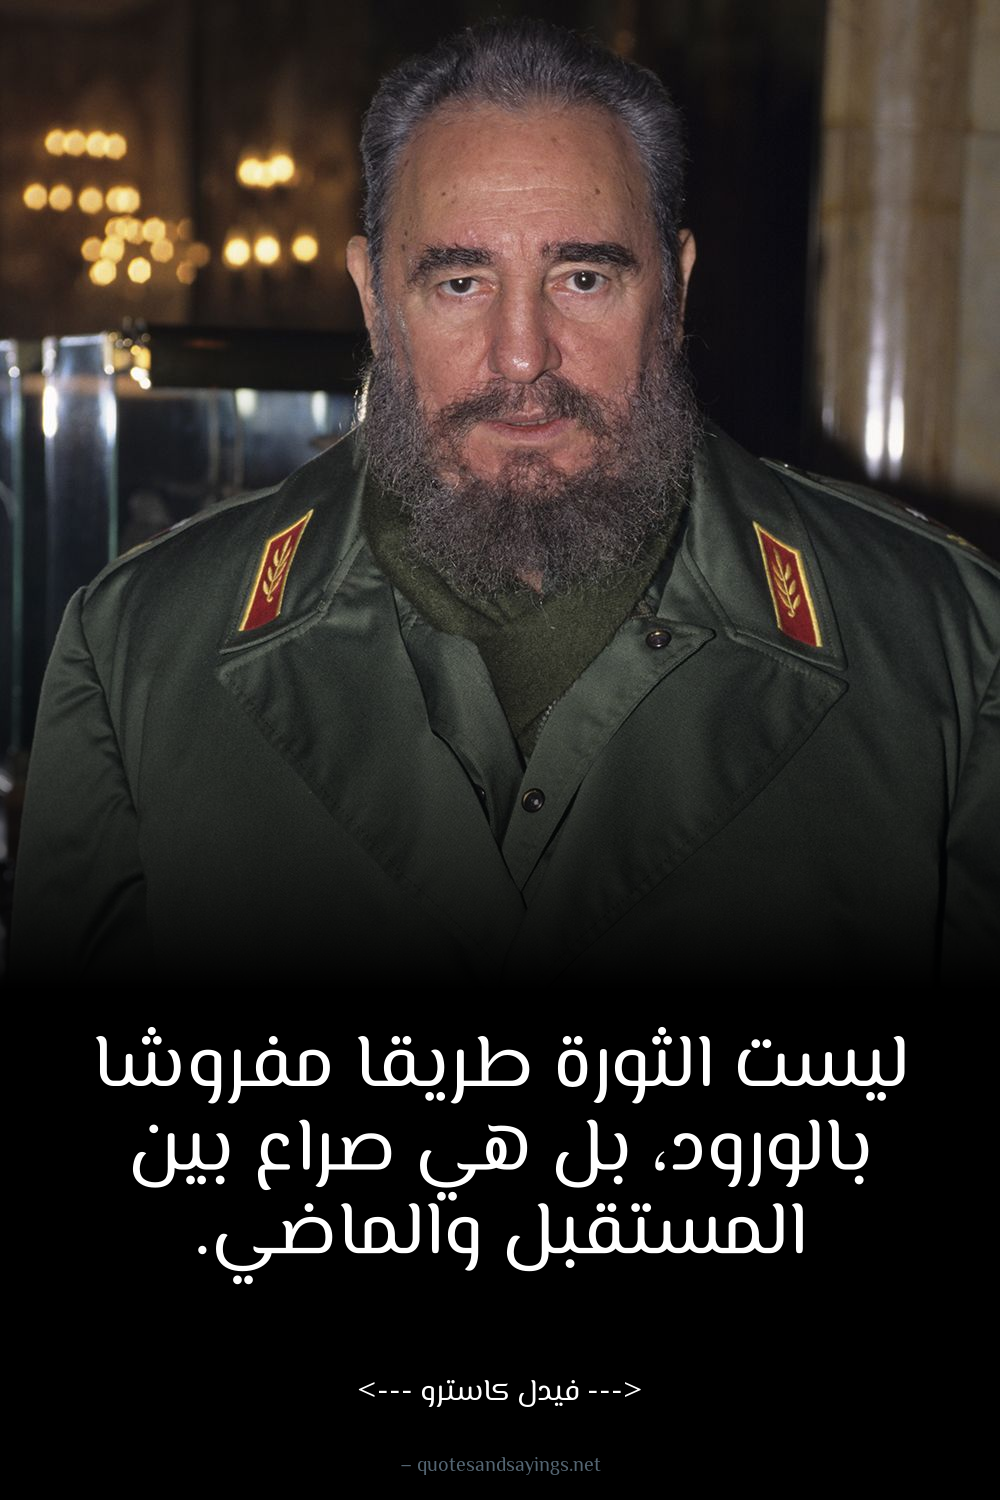 ليست الثورة طريقا مفروشا
بالورود، بل هي صراع بين
المستقبل والماضي.
<--- فيدل كاسترو --->
– quotesandsayings.net